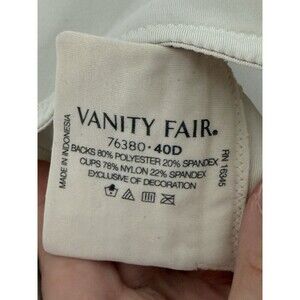 VANITY FAIR®
76380 • 40D
BACKS 80% POLYESTER 20% SPANDEX
CUPS 78% NYLON 22% SPANDEX
EXCLUSIVE OF DECORATION
MADE IN INDONESIA
RN 16045